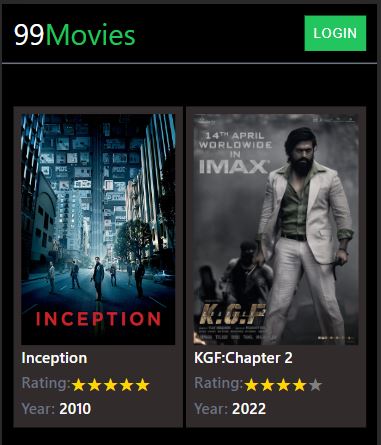 99Movies
LOGIN
INCEPTION
14TH APRIL
WORLDWIDE
IN
IMAX
K.G.F
Inception
Rating:
Year: 2010
KGF:Chapter 2
Rating:
Year: 2022